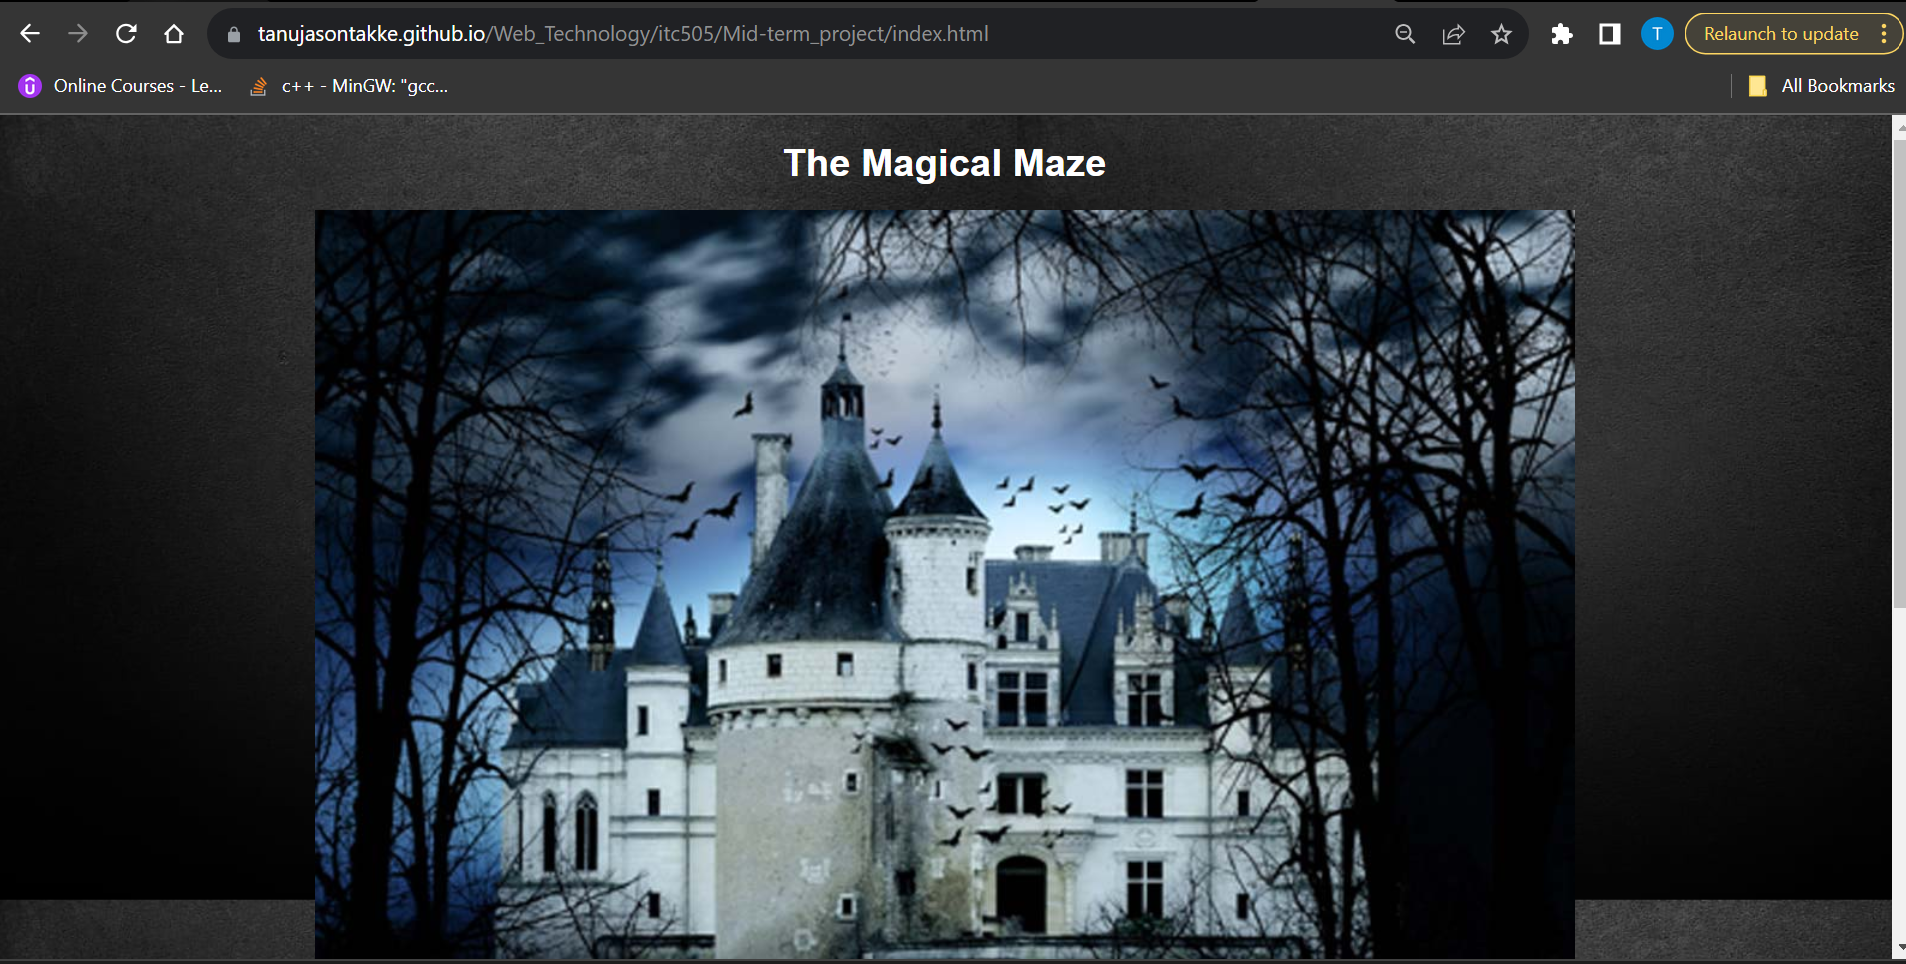 tanujasontakke.github.io/Web_Technology/itc505/Mid-term_project/index.html
T
Relaunch to update
Online Courses - Le...
c++ - MinGW: "gcc...
All Bookmarks
The Magical Maze